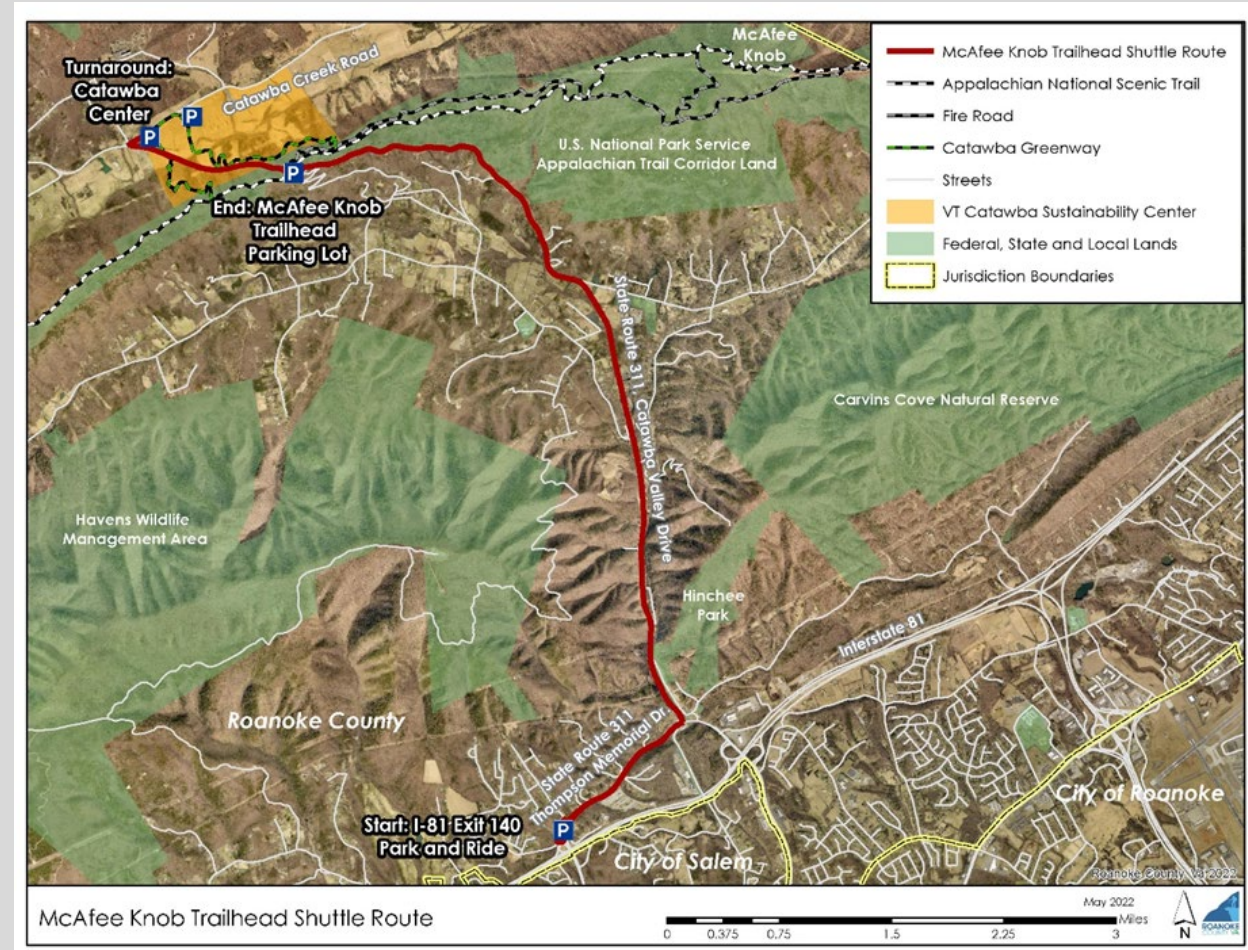 McAfee
Knob
Turnaround:
Catawba
Center
Catawba Creek Road
P
P
P
U.S. National Park Service
Appalachian Trail Corridor Land
End: McAfee Knob
Trailhead
Parking Lot
McAfee Knob Trailhead Shuttle Route
Appalachian National Scenic Trail
Fire Road
Catawba Greenway
Streets
VT Catawba Sustainability Center
Federal, State and Local Lands
Jurisdiction Boundaries
State Route 311, Catawba Valley Drive
Carvins Cove Natural Reserve
Havens Wildlife
Management Area
Hinchee
Park
Interstate 81
Roanoke County
State Route 311
Thompson Memorial Dr.
City of Roanoke
Start: I-81 Exit 140
Park and Ride
P
City of Salem
McAfee Knob Trailhead Shuttle Route
May 2022
Miles
0 0.375 0.75 1.5 2.25 3
N